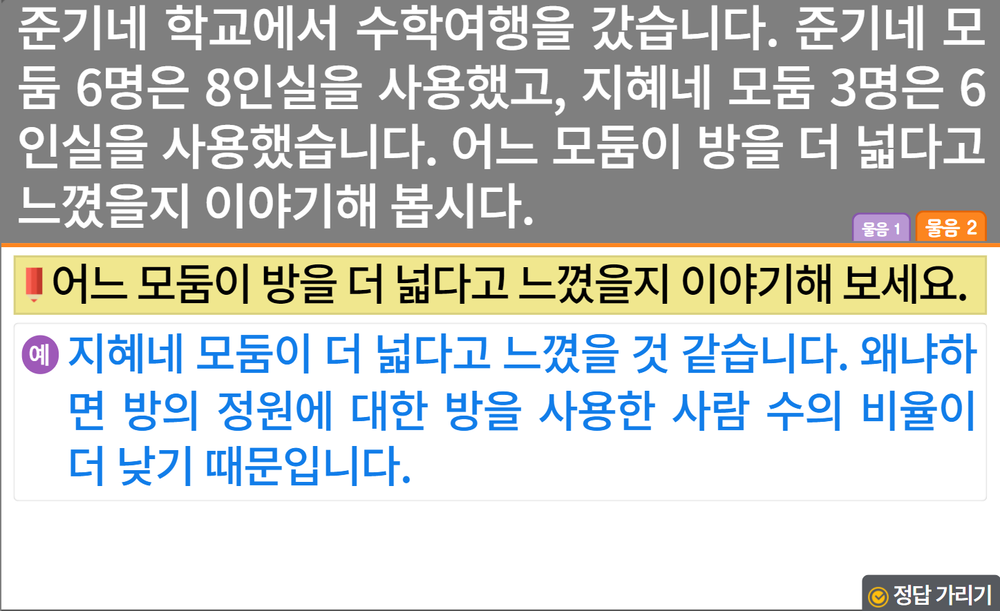 준기네 학교에서 수학여행을 갔습니다. 준기네 모
둠 6명은 8인실을 사용했고, 지혜네 모둠 3명은 6
인실을 사용했습니다. 어느 모둠이 방을 더 넓다고
느꼈을지 이야기해 봅시다.
물음 1 물음 2
어느 모둠이 방을 더 넓다고 느꼈을지 이야기해 보세요.
예 지혜네 모둠이 더 넓다고 느꼈을 것 같습니다. 왜냐하
면 방의 정원에 대한 방을 사용한 사람 수의 비율이
더 낮기 때문입니다.
정답 가리기